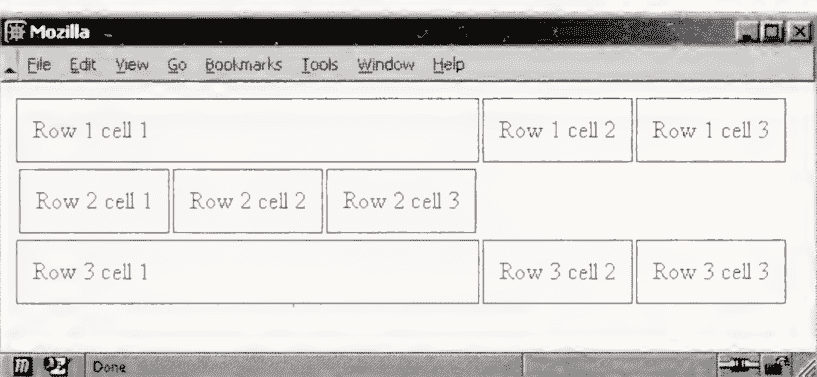 Mozilla
File Edit View Go Bookmarks Tools Window Help
Row 1 cell 1 Row 1 cell 2 Row 1 cell 3
Row 2 cell 1 Row 2 cell 2 Row 2 cell 3
Row 3 cell 1 Row 3 cell 2 Row 3 cell 3
Done